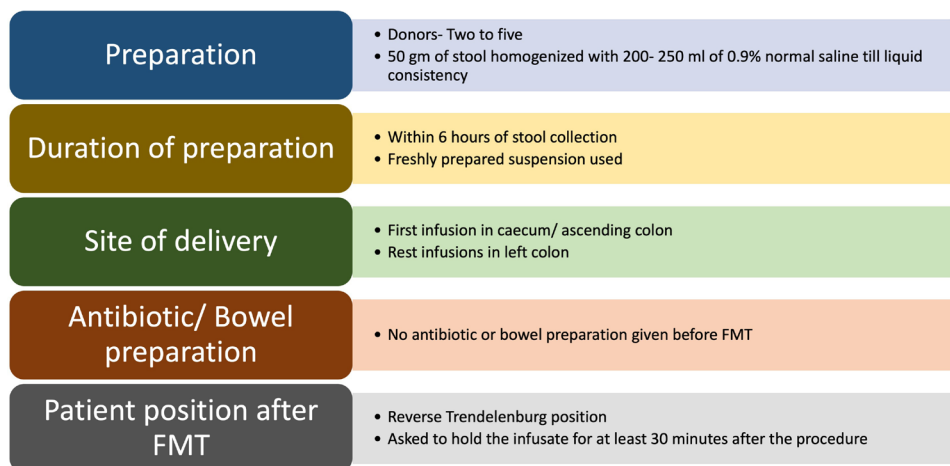 Preparation
• Donors- Two to five
• 50 gm of stool homogenized with 200- 250 ml of 0.9% normal saline till liquid
consistency
Duration of preparation
• Within 6 hours of stool collection
• Freshly prepared suspension used
Site of delivery
• First infusion in caecum/ ascending colon
• Rest infusions in left colon
Antibiotic/ Bowel
preparation
• No antibiotic or bowel preparation given before FMT
Patient position after
FMT
• Reverse Trendelenburg position
• Asked to hold the infusate for at least 30 minutes after the procedure